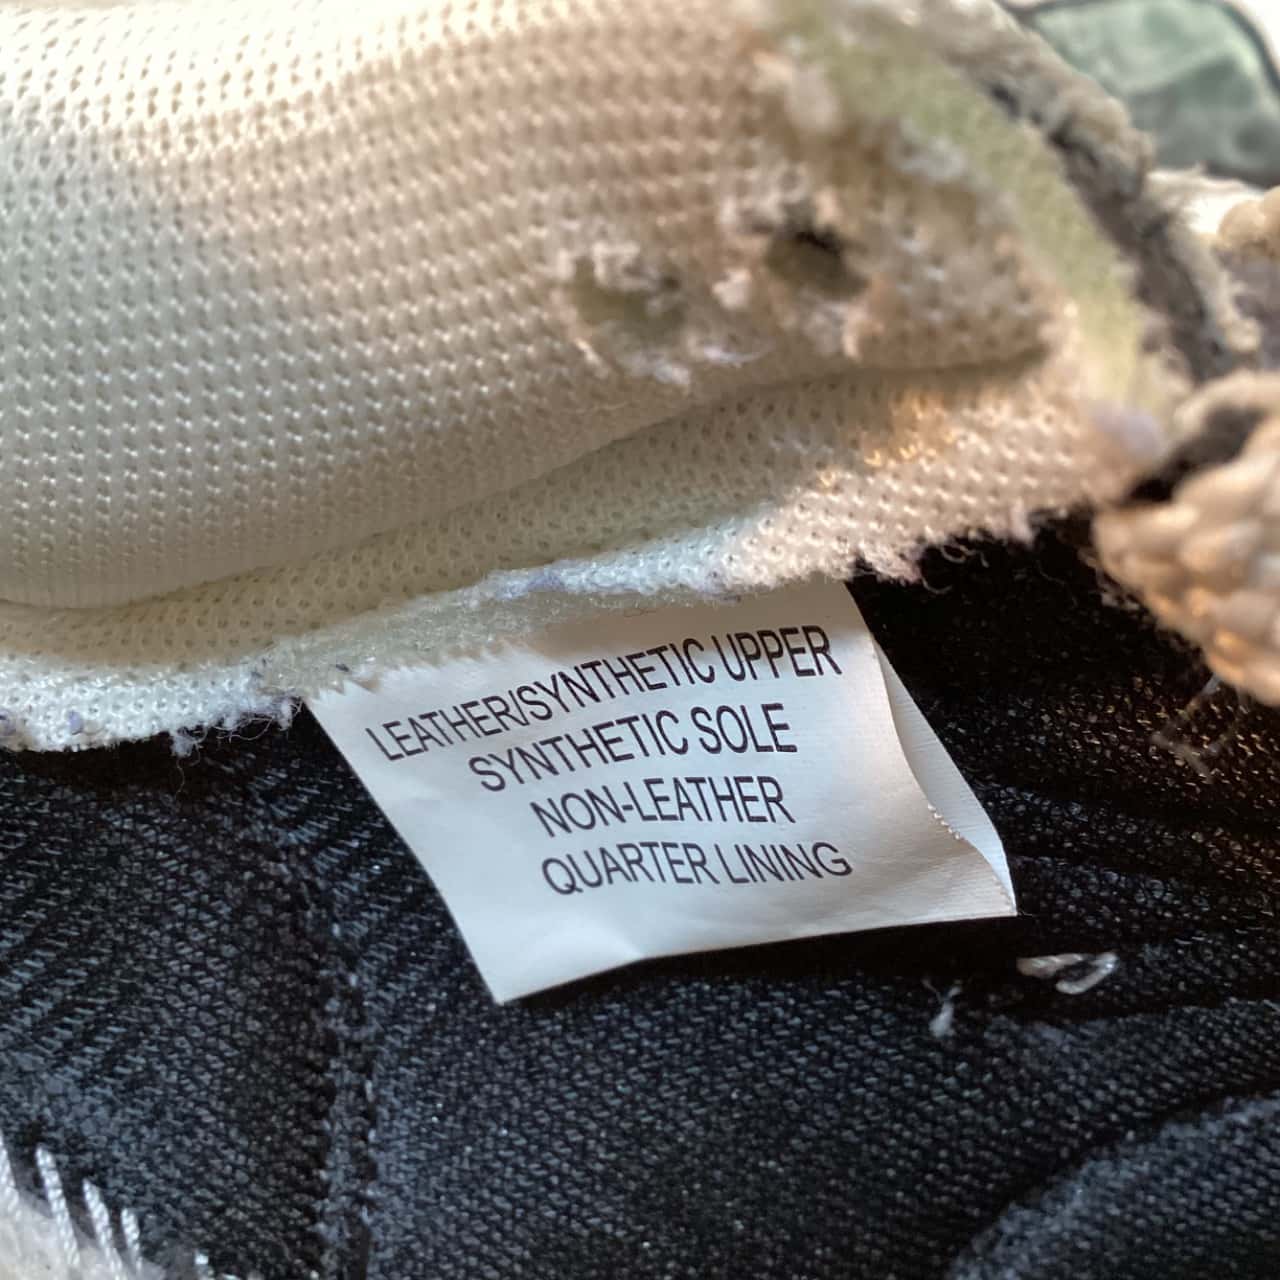 LEATHER/SYNTHETIC UPPER
SYNTHETIC SOLE
NON-LEATHER
QUARTER LINING